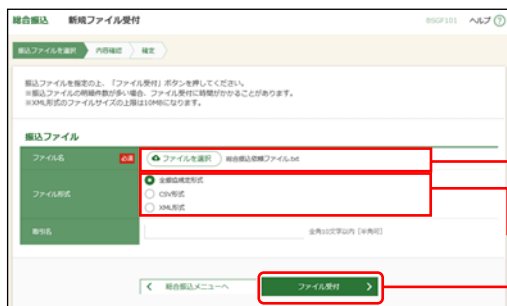 総合振込 新規ファイル受付 BSGF101 ヘルプ ?
振込ファイルを選択 内容確認 確定
振込ファイルを指定の上、「ファイル受付」ボタンを押してください。
※振込ファイルの明細件数が多い場合、ファイル受付に時間がかかることがあります。
※XML形式のファイルサイズの上限は10MBになります。
振込ファイル
ファイル名 必須 ファイルを選択 総合振込依頼ファイル.txt
ファイル形式 全銀協規定形式
CSV形式
XML形式
取引名 全角10文字以内 [半角可]
総合振込メニューへ ファイル受付